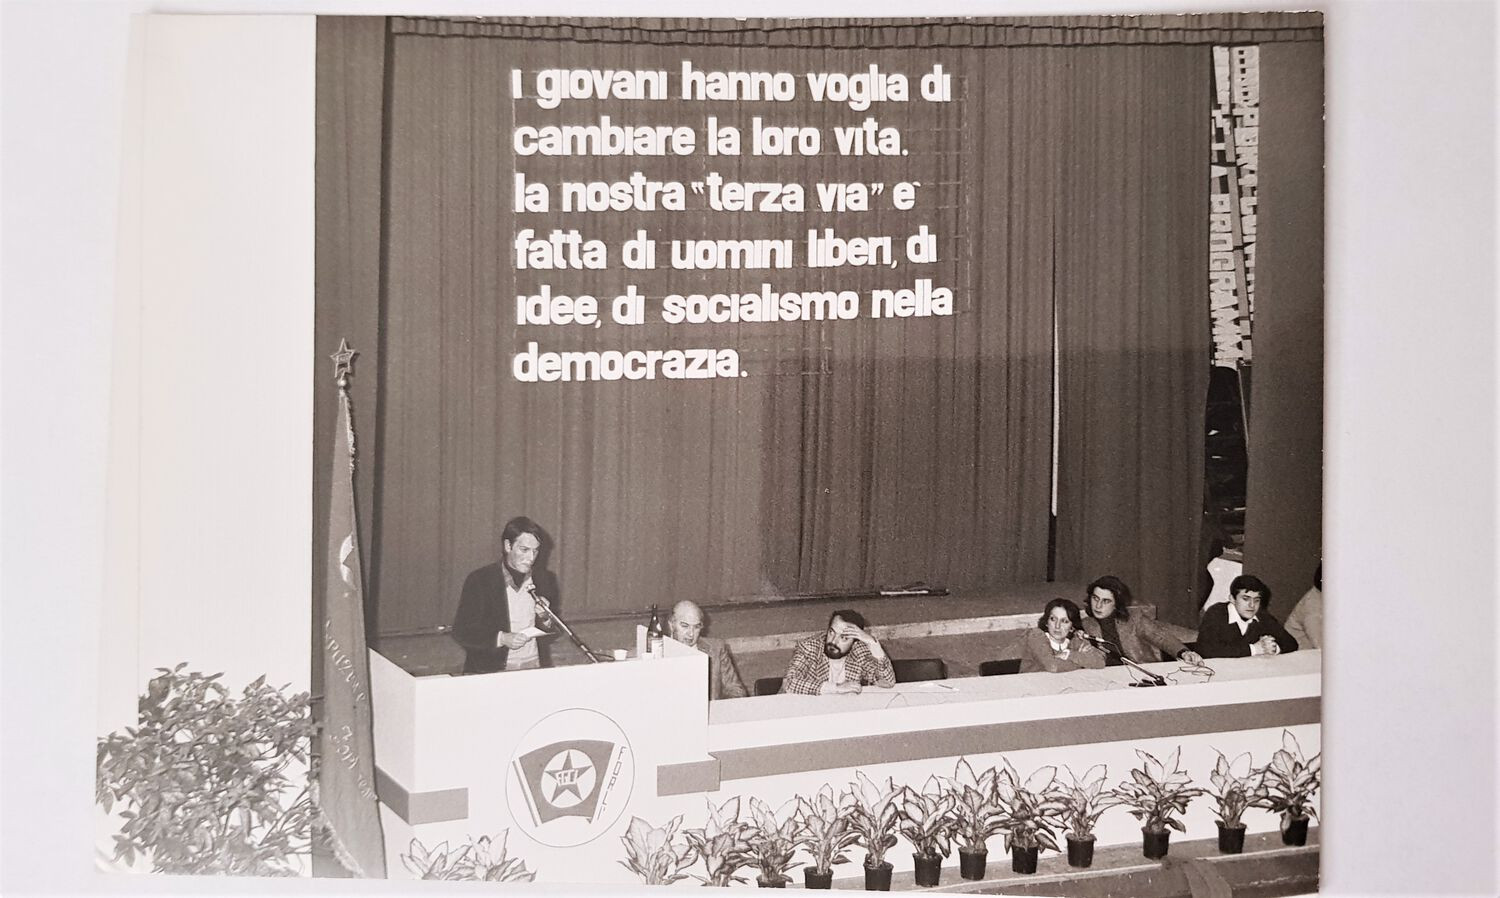 i giovani hanno voglia di
cambiare la loro vita.
la nostra "terza via" è
fatta di uomini liberi, di
idee, di socialismo nella
democrazia.
FGCI